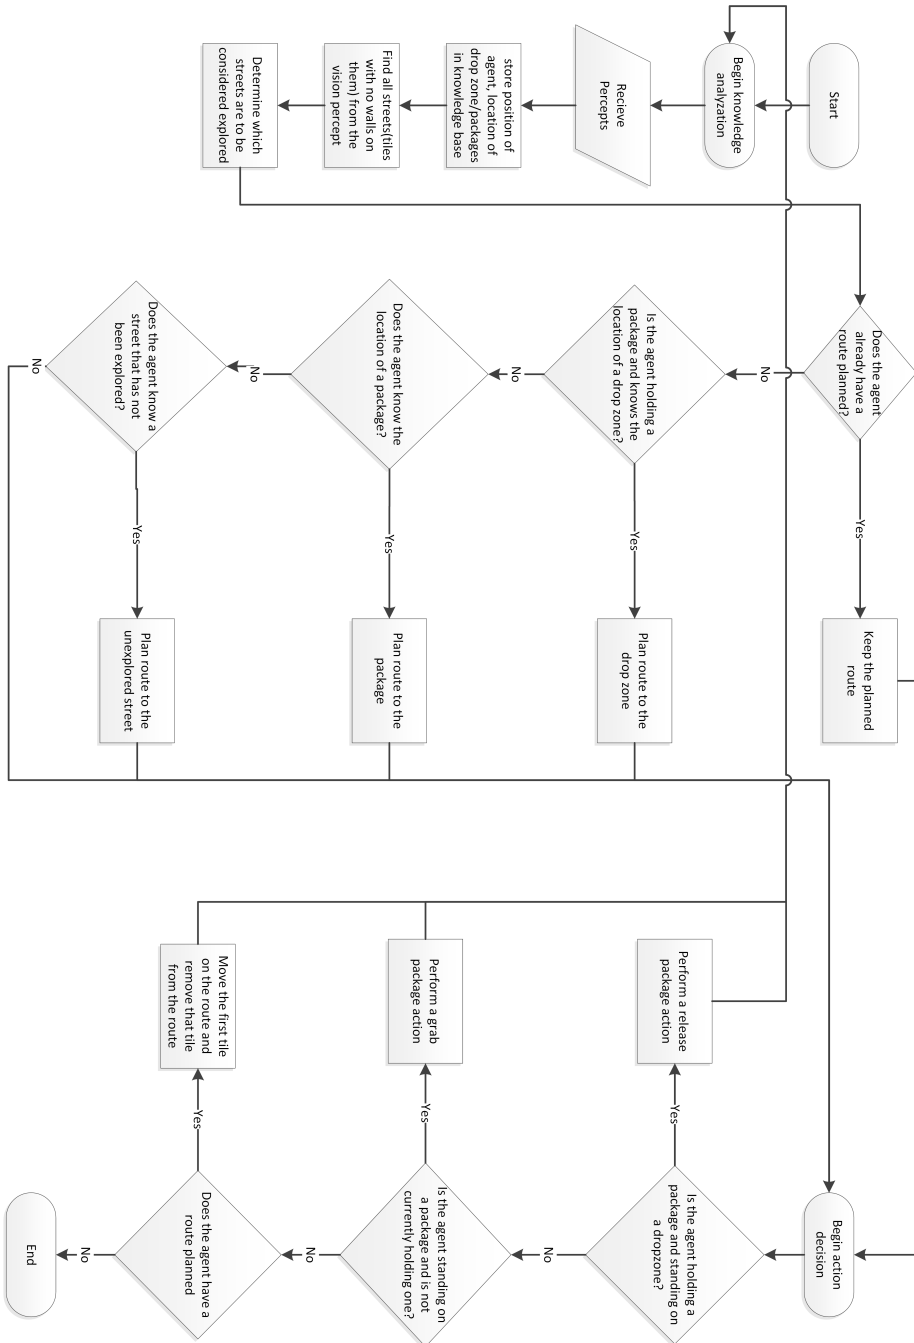 Start
Begin knowledge
analyzation
Recieve
Percepts
store position of
agent, location of
drop zone/packages
in knowledge base
Find all streets(tiles
with no walls on
them) from the
vision percept
Determine which
streets are to be
considered explored
Does the agent
already have a
route planned?
Yes
Keep the planned
route
No
Is the agent holding a
package and knows the
location of a drop zone?
Yes
Plan route to the
drop zone
No
Does the agent know the
location of a package?
Yes
Plan route to the
package
No
Does the agent know a
street that has not
been explored?
Yes
Plan route to the
unexplored street
No
Begin action
decision
Is the agent holding a
package and standing on
a dropzone?
Yes
Perform a release
package action
No
Is the agent standing on
a package and is not
currently holding one?
Yes
Perform a grab
package action
No
Does the agent have a
route planned
Yes
Move the first tile
on the route and
remove that tile
from the route
No
End